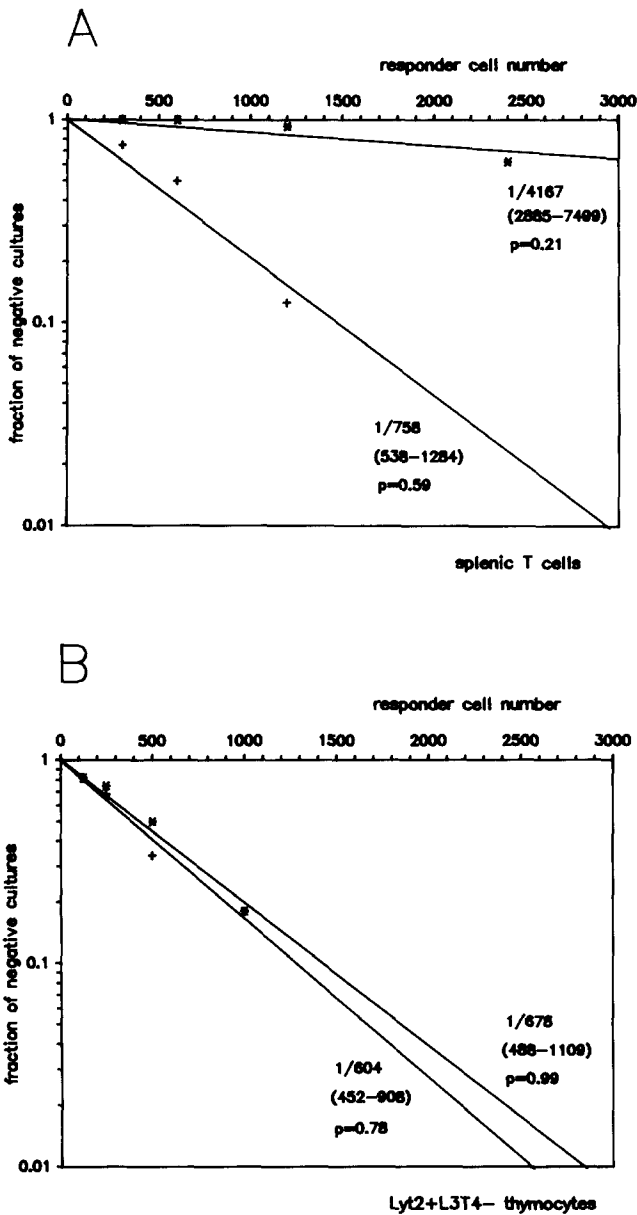 A
responder cell number
0 500 1000 1500 2000 2500 3000
1
0.1
0.01
fraction of negative cultures
1/4167
(2885-7499)
p=0.21
1/758
(538-1284)
p=0.59
splenic T cells
B
responder cell number
0 500 1000 1500 2000 2500 3000
1
0.1
0.01
fraction of negative cultures
1/678
(488-1109)
p=0.99
1/604
(452-908)
p=0.78
Lyt2+L3T4- thymocytes